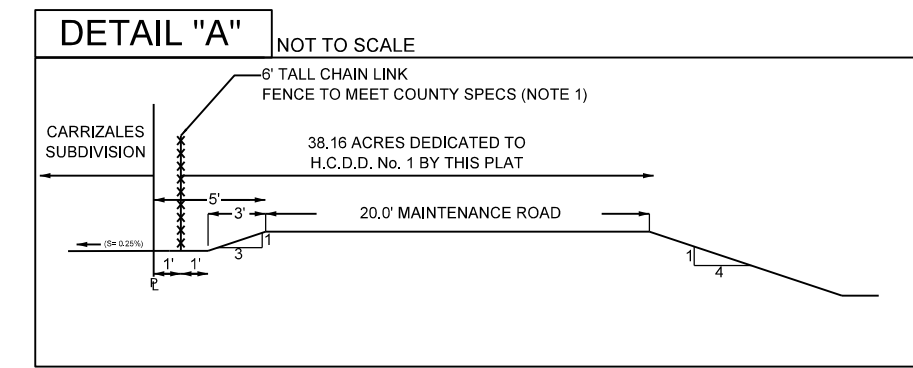 DETAIL "A"
NOT TO SCALE
6' TALL CHAIN LINK
FENCE TO MEET COUNTY SPECS (NOTE 1)
CARRIZALES
SUBDIVISION
38.16 ACRES DEDICATED TO
H.C.D.D. No. 1 BY THIS PLAT
5'
3'
20.0' MAINTENANCE ROAD
(S= 0.25%)
1
3
1
4
1'
1'
PL